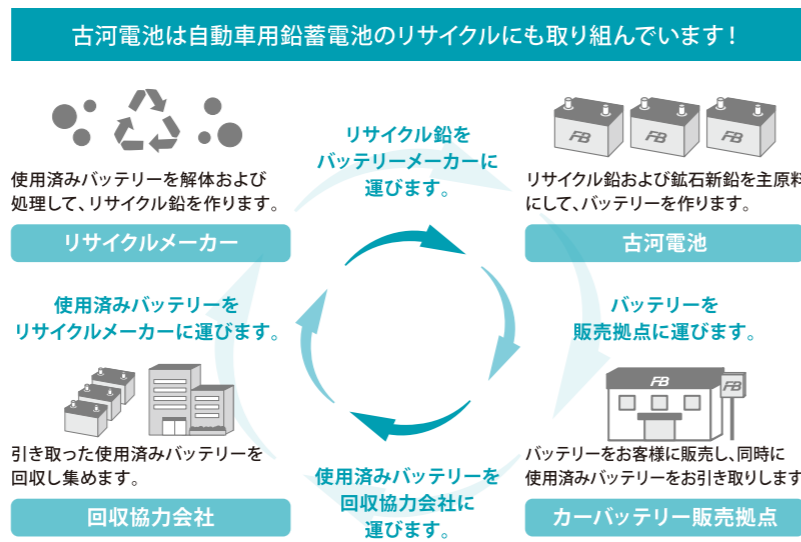 古河電池は自動車用鉛蓄電池のリサイクルにも取り組んでいます！
使用済みバッテリーを解体および
処理して、リサイクル鉛を作ります。
リサイクルメーカー
リサイクル鉛を
バッテリーメーカーに
運びます。
FB
FB
FB
リサイクル鉛および鉱石新鉛を主原料
にして、バッテリーを作ります。
古河電池
使用済みバッテリーを
リサイクルメーカーに運びます。
バッテリーを
販売拠点に運びます。
引き取った使用済みバッテリーを
回収し集めます。
回収協力会社
使用済みバッテリーを
回収協力会社に
運びます。
FB
FB
バッテリーをお客様に販売し、同時に
使用済みバッテリーをお引き取りします
カーバッテリー販売拠点